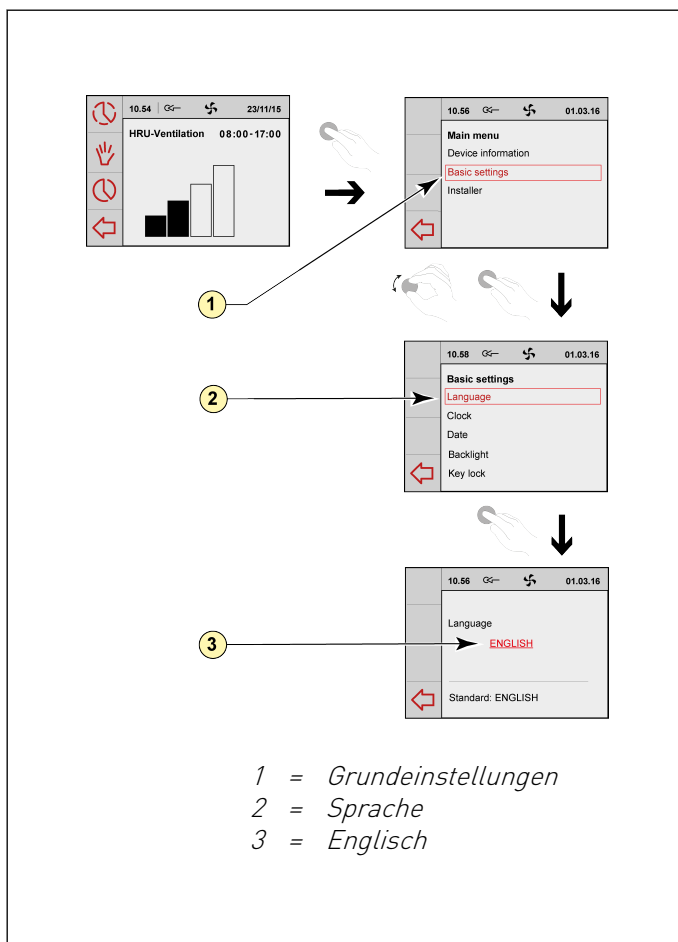 10.54 23/11/15
HRU-Ventilation 08:00-17:00
10.56 01.03.16
Main menu
Device information
Basic settings
Installer
1
10.58 01.03.16
Basic settings
Language
Clock
Date
Backlight
Key lock
2
10.56 01.03.16
Language
ENGLISH
Standard: ENGLISH
3
1 = Grundeinstellungen
2 = Sprache
3 = Englisch